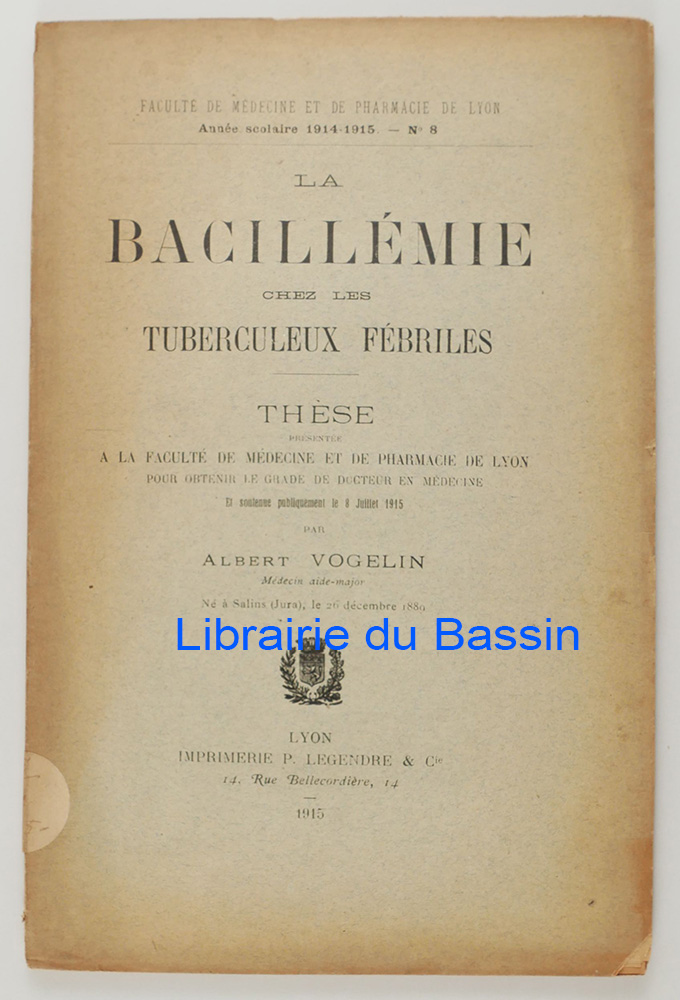 FACULTÉ DE MÉDECINE ET DE PHARMACIE DE LYON
Année scolaire 1914-1915. — N° 8
LA
BACILLÉMIE
CHEZ LES
TUBERCULEUX FÉBRILES
THÈSE
PRÉSENTÉE
A LA FACULTÉ DE MÉDECINE ET DE PHARMACIE DE LYON
POUR OBTENIR LE GRADE DE DOCTEUR EN MÉDECINE
Et soutenue publiquement le 8 Juillet 1915
PAR
ALBERT VOGELIN
Médecin aide-major
Né à Salins (Jura), le 26 décembre 1889
Librairie du Bassin
LYON
IMPRIMERIE P. LEGENDRE & Cie
14, Rue Bellecordière, 14
1915